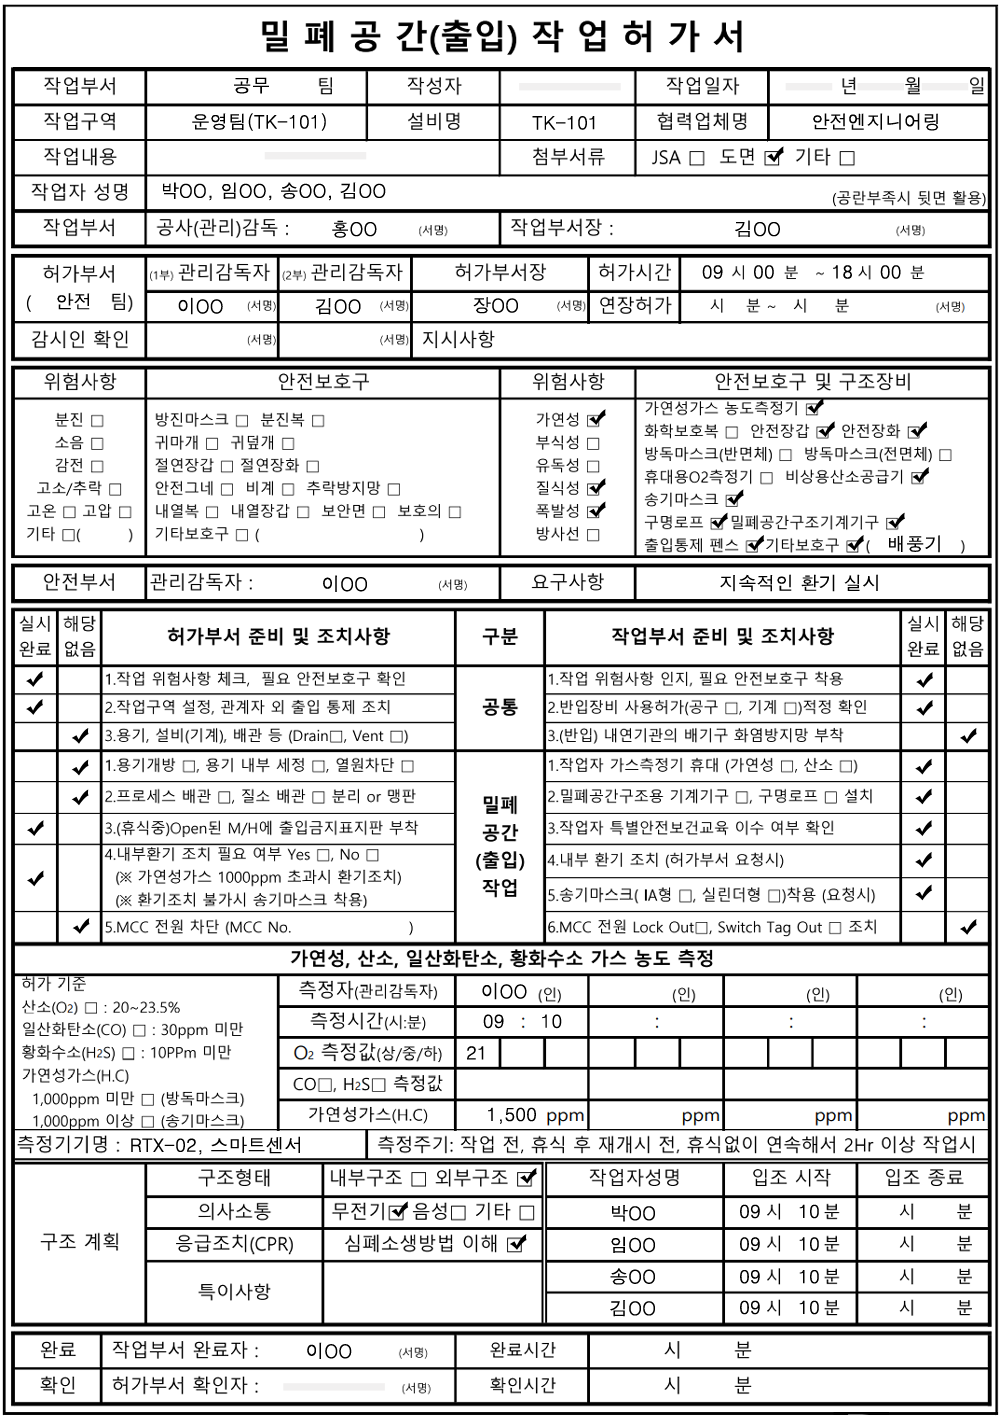 밀 폐 공 간(출입) 작 업 허 가 서
작업부서 공무 팀 작성자 작업일자 년 월 일
작업구역 운영팀(TK-101) 설비명 TK-101 협력업체명 안전엔지니어링
작업내용 첨부서류 JSA □ 도면 ☑ 기타 □
작업자 성명 박OO, 임OO, 송OO, 김OO (공란부족시 뒷면 활용)
작업부서 공사(관리)감독 : 홍OO (서명) 작업부서장 : 김OO (서명)
허가부서 (1부) 관리감독자 (2부) 관리감독자 허가부서장 허가시간 09 시 00 분 ~ 18 시 00 분
( 안전 팀) 이OO (서명) 김OO (서명) 장OO (서명) 연장허가 시 분 ~ 시 분 (서명)
감시인 확인 (서명) (서명) 지시사항
위험사항 안전보호구 위험사항 안전보호구 및 구조장비
분진 □ 방진마스크 □ 분진복 □ 가연성 ☑ 가연성가스 농도측정기 ☑
소음 □ 귀마개 □ 귀덮개 □ 부식성 □ 화학보호복 □ 안전장갑 ☑ 안전장화 ☑
감전 □ 절연장갑 □ 절연장화 □ 유독성 □ 방독마스크(반면체) □ 방독마스크(전면체) □
고소/추락 □ 안전그네 □ 비계 □ 추락방지망 □ 질식성 ☑ 휴대용O2측정기 □ 비상용산소공급기 ☑
송기마스크 ☑
고온 □ 고압 □ 내열복 □ 내열장갑 □ 보안면 □ 보호의 □ 폭발성 ☑ 구명로프 ☑ 밀폐공간구조기계기구 ☑
기타 □( ) 기타보호구 □ ( ) 방사선 □ 출입통제 펜스 ☑ 기타보호구 ☑ ( 배풍기 )
안전부서 관리감독자 : 이OO (서명) 요구사항 지속적인 환기 실시
실시 해당 허가부서 준비 및 조치사항 구분 작업부서 준비 및 조치사항 실시 해당
완료 없음 완료 없음
✔ 1.작업 위험사항 체크, 필요 안전보호구 확인 1.작업 위험사항 인지, 필요 안전보호구 착용 ✔
✔ 2.작업구역 설정, 관계자 외 출입 통제 조치 공통 2.반입장비 사용허가(공구 □, 기계 □)적정 확인 ✔
✔ 3.용기, 설비(기계), 배관 등 (Drain□, Vent □) 3.(반입) 내연기관의 배기구 화염방지망 부착 ✔
✔ 1.용기개방 □, 용기 내부 세정 □, 열원차단 □ 1.작업자 가스측정기 휴대 (가연성 □, 산소 □) ✔
✔ 2.프로세스 배관 □, 질소 배관 □ 분리 or 맹판 밀폐 2.밀폐공간구조용 기계기구 □, 구명로프 □ 설치 ✔
✔ 3.(휴식중)Open된 M/H에 출입금지표지판 부착 공간 3.작업자 특별안전보건교육 이수 여부 확인 ✔
4.내부환기 조치 필요 여부 Yes □, No □ (출입) 4.내부 환기 조치 (허가부서 요청시) ✔
✔ (※ 가연성가스 1000ppm 초과시 환기조치) 작업
(※ 환기조치 불가시 송기마스크 착용) 5.송기마스크( IA형 □, 실린더형 □)착용 (요청시) ✔
✔ 5.MCC 전원 차단 (MCC No. ) 6.MCC 전원 Lock Out□, Switch Tag Out □ 조치 ✔
가연성, 산소, 일산화탄소, 황화수소 가스 농도 측정
허가 기준 측정자(관리감독자) 이OO (인) (인) (인) (인)
산소(O2) □ : 20~23.5%
일산화탄소(CO) □ : 30ppm 미만 측정시간(시:분) 09 : 10 : : :
황화수소(H2S) □ : 10PPm 미만 O2 측정값(상/중/하) 21
가연성가스(H.C) CO□, H2S□ 측정값
1,000ppm 미만 □ (방독마스크)
1,000ppm 이상 □ (송기마스크) 가연성가스(H.C) 1,500 ppm ppm ppm ppm
측정기기명 : RTX-02, 스마트센서 측정주기: 작업 전, 휴식 후 재개시 전, 휴식없이 연속해서 2Hr 이상 작업시
구조 계획 구조형태 내부구조 □ 외부구조 ☑ 작업자성명 입조 시작 입조 종료
의사소통 무전기 ☑ 음성□ 기타 □ 박OO 09 시 10 분 시 분
응급조치(CPR) 심폐소생방법 이해 ☑ 임OO 09 시 10 분 시 분
특이사항 송OO 09 시 10 분 시 분
김OO 09 시 10 분 시 분
완료 작업부서 완료자 : 이OO (서명) 완료시간 시 분
확인 허가부서 확인자 : (서명) 확인시간 시 분